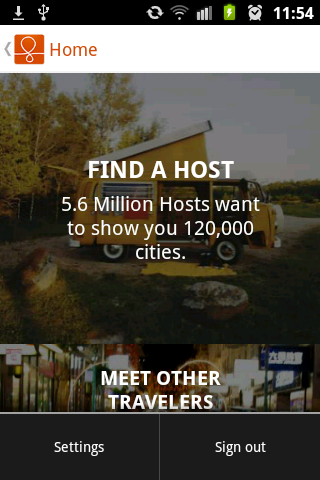 11:54
Home
FIND A HOST
5.6 Million Hosts want
to show you 120,000
cities.
MEET OTHER
TRAVELERS
Settings
Sign out